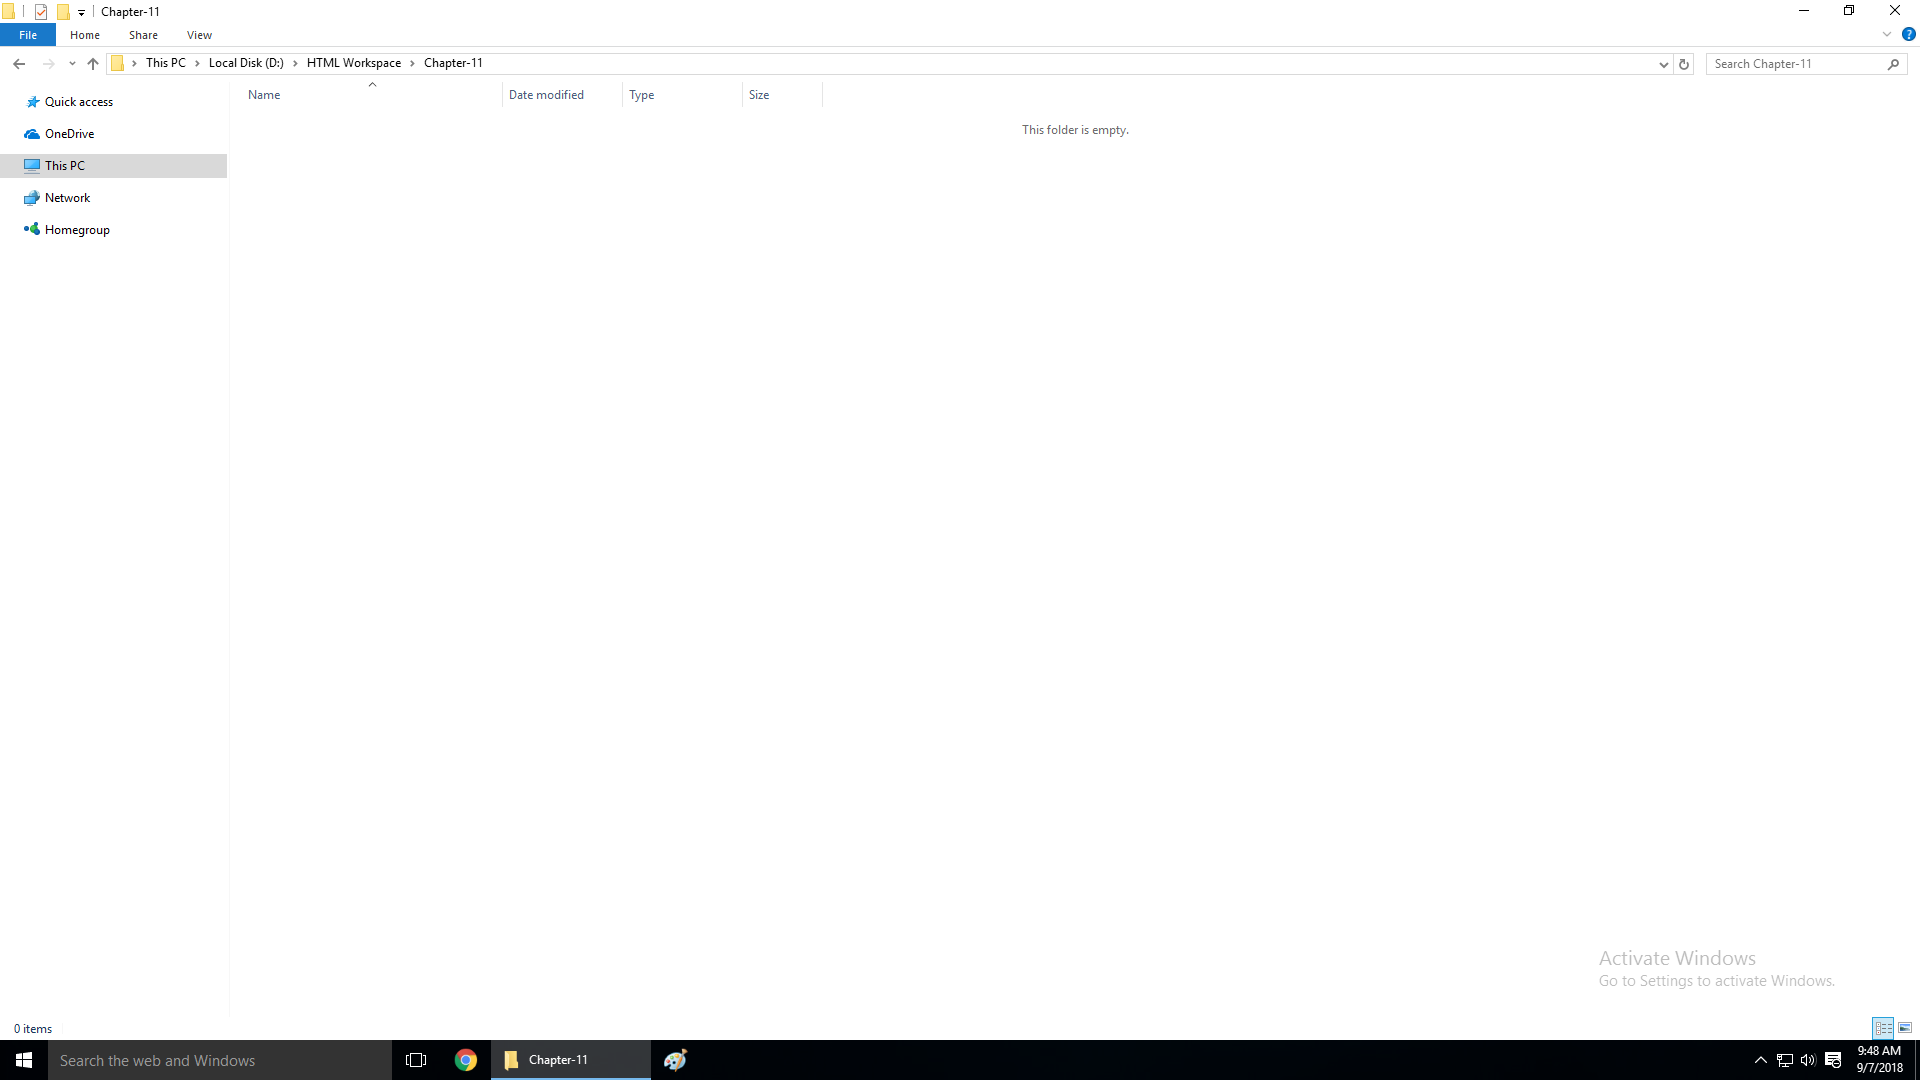 Chapter-11
File Home Share View
This PC Local Disk (D:) HTML Workspace Chapter-11
Search Chapter-11
Name Date modified Type Size
Quick access
This folder is empty.
OneDrive
This PC
Network
Homegroup
Activate Windows
Go to Settings to activate Windows.
0 items
Search the web and Windows
Chapter-11
9:48 AM
9/7/2018